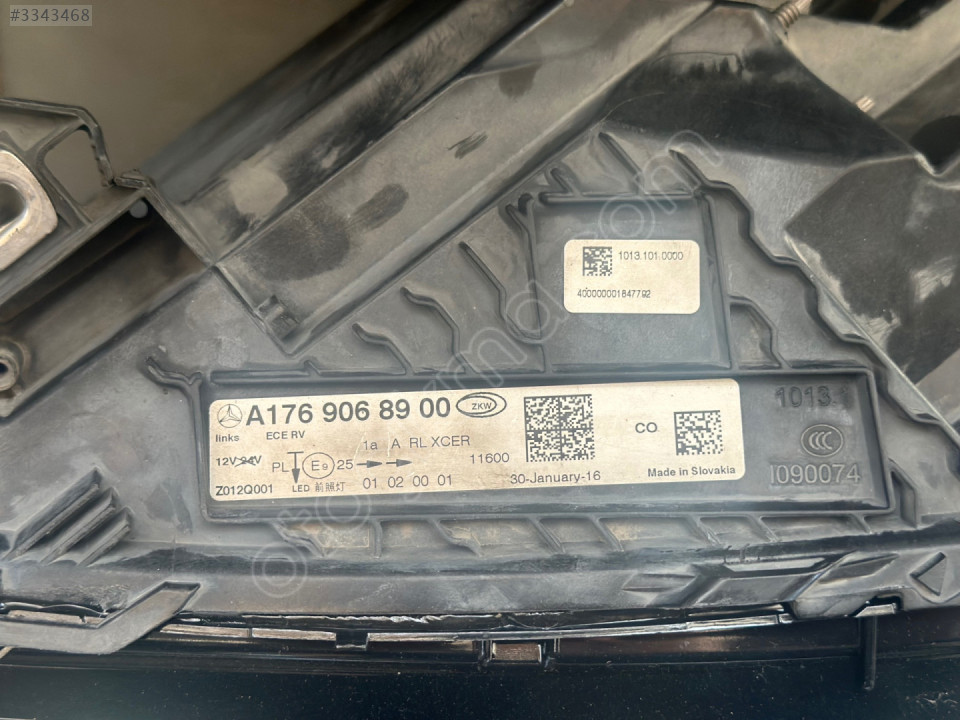 #3343468
1013.101.0000
400000001847792
A176 906 89 00 ZKW
links ECE RV
1a A RL XCER
12V 24V PL E9 25 11600
Z012Q001 LED 前照灯 01 02 00 01 30-January-16
CO
Made in Slovakia
1013.1
CCC
I090074